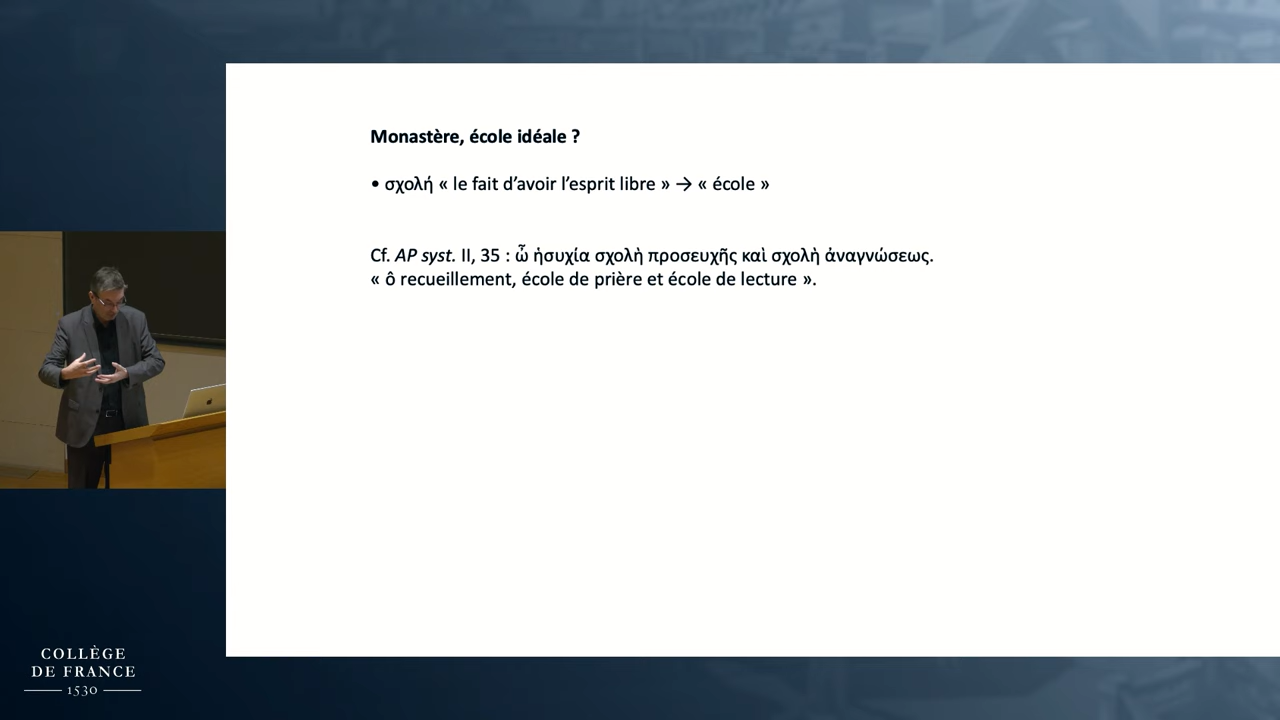 Monastère, école idéale ?
• σχολή « le fait d’avoir l’esprit libre » → « école »
Cf. AP syst. II, 35 : ὦ ἡσυχία σχολὴ προσευχῆς καὶ σχολὴ ἀναγνώσεως.
« ô recueillement, école de prière et école de lecture ».
COLLÈGE
DE FRANCE
1530